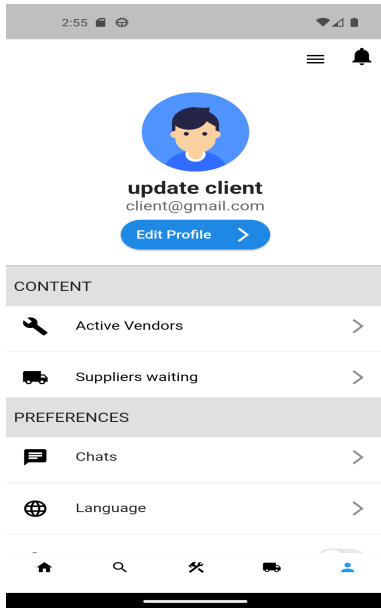 2:55
update client
client@gmail.com
Edit Profile
CONTENT
Active Vendors
Suppliers waiting
PREFERENCES
Chats
Language